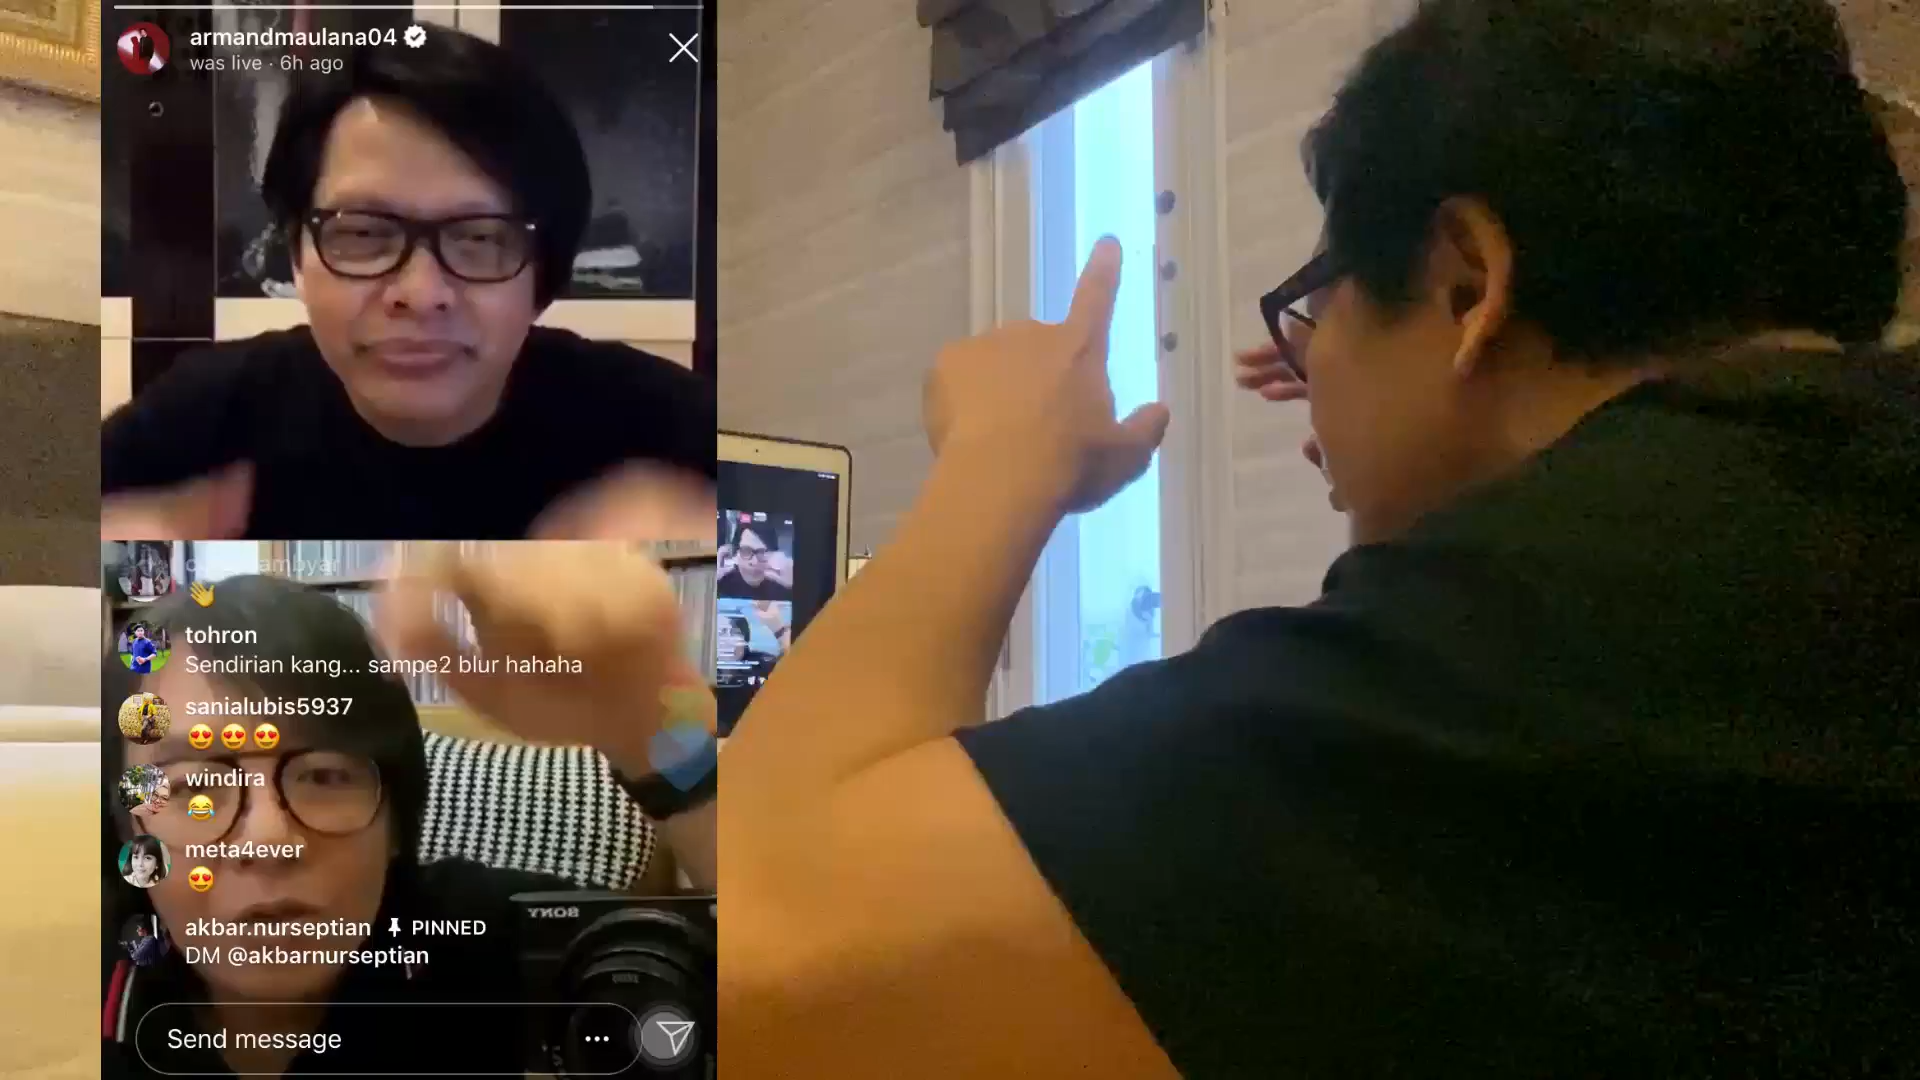 armandmaulana04
was live · 6h ago
tohron
Sendirian kang... sampe2 blur hahaha
sanialubis5937
😍😍😍
windira
😂
meta4ever
😍
akbar.nurseptian PINNED
DM @akbarnurseptian
SONY
Send message